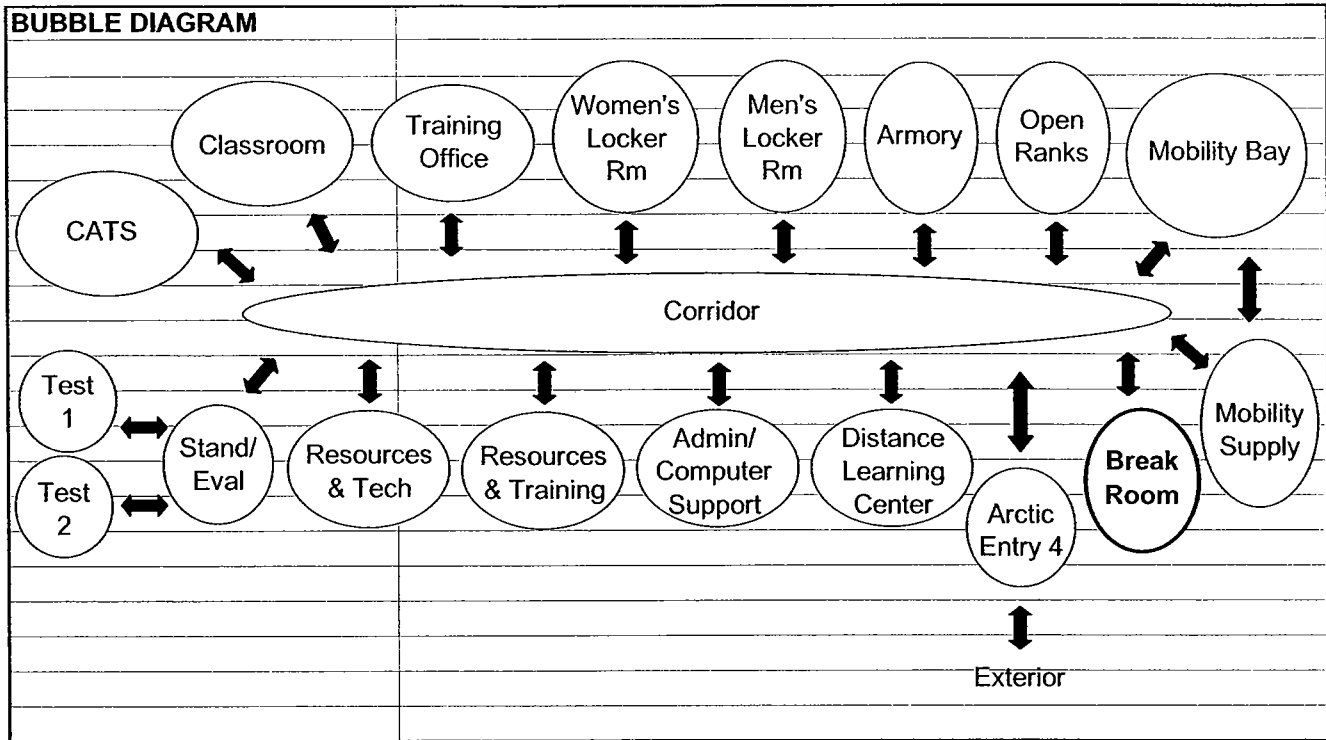 BUBBLE DIAGRAM
Classroom
Training
Office
Women's
Locker
Rm
Men's
Locker
Rm
Armory
Open
Ranks
Mobility Bay
CATS
Corridor
Test
1
Test
2
Stand/
Eval
Resources
& Tech
Resources
& Training
Admin/
Computer
Support
Distance
Learning
Center
Arctic
Entry 4
Break
Room
Mobility
Supply
Exterior